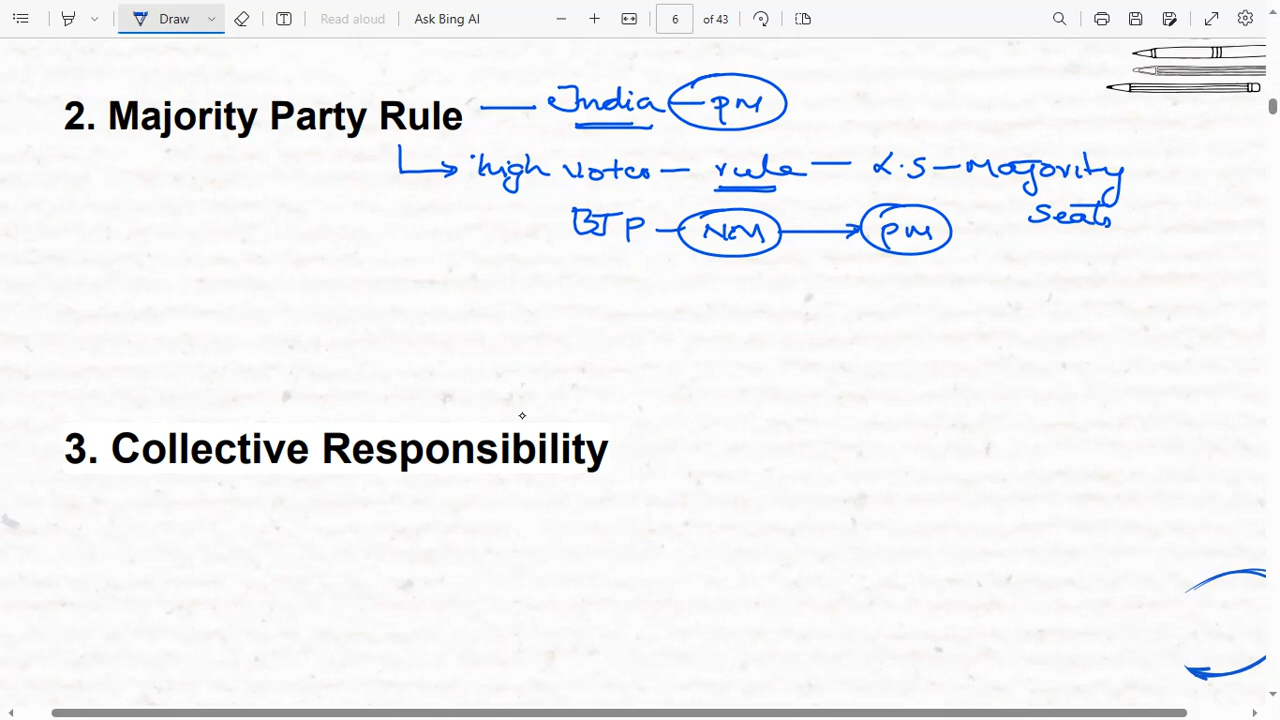 Draw Read aloud Ask Bing AI 6 of 43
2. Majority Party Rule — India — PM
high votes — rule — L.S — Majority
Seats
BJP — NM → PM
3. Collective Responsibility